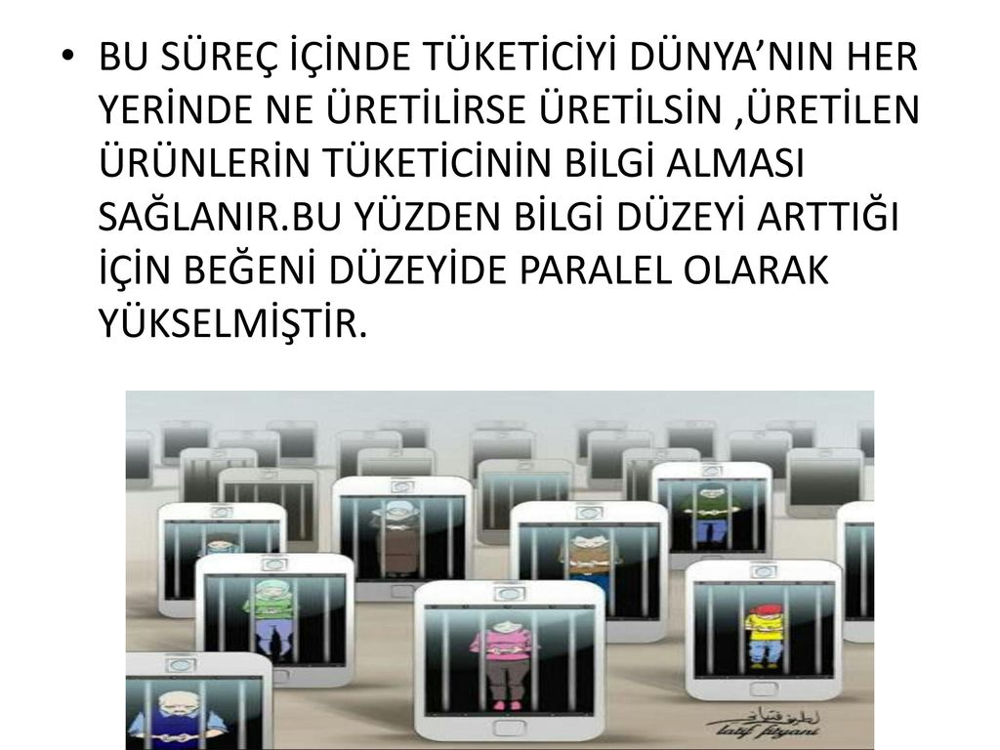 • BU SÜREÇ İÇİNDE TÜKETİCİYİ DÜNYA’NIN HER
YERİNDE NE ÜRETİLİRSE ÜRETİLSİN ,ÜRETİLEN
ÜRÜNLERİN TÜKETİCİNİN BİLGİ ALMASI
SAĞLANIR.BU YÜZDEN BİLGİ DÜZEYİ ARTTIĞI
İÇİN BEĞENİ DÜZEYİDE PARALEL OLARAK
YÜKSELMİŞTİR.
latif fityani